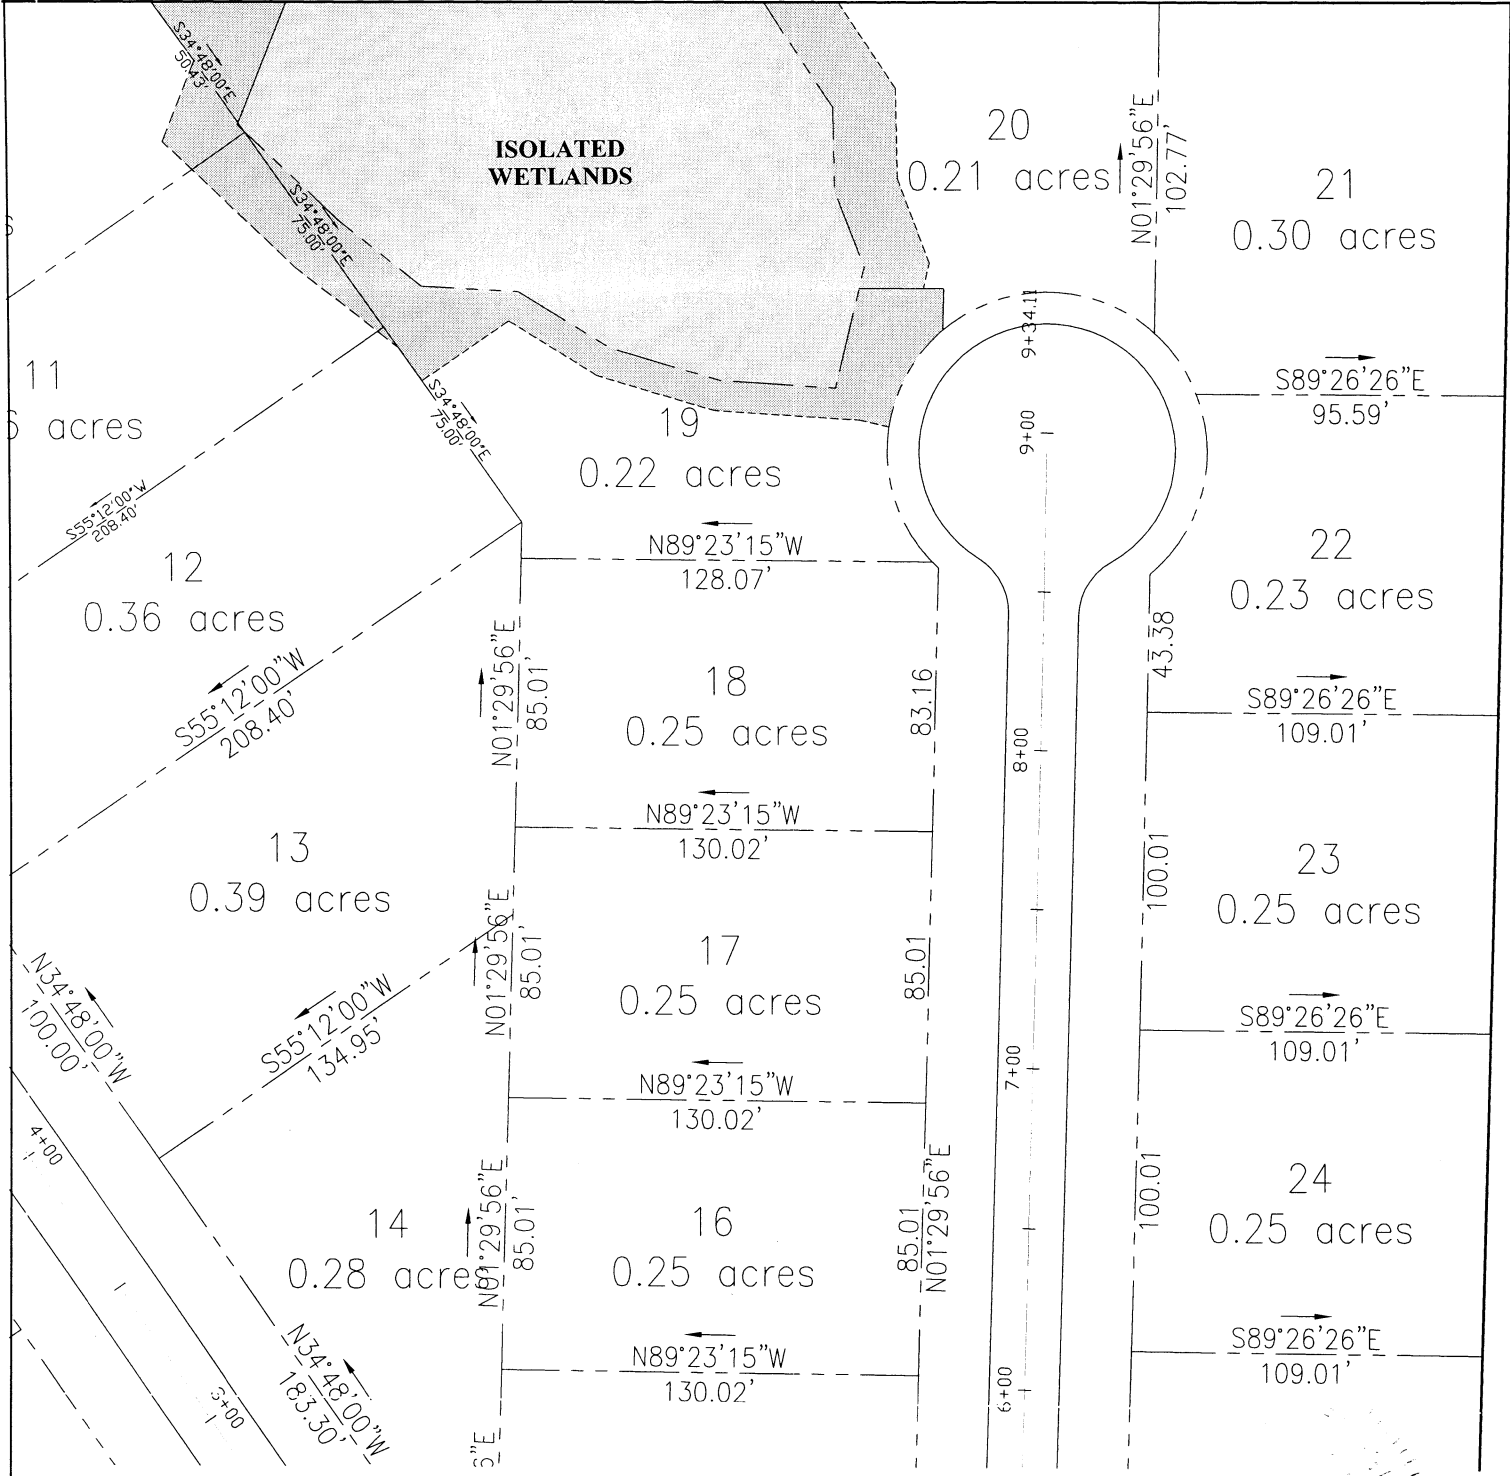 S34°48'00"E
50.43'
ISOLATED
WETLANDS
20
0.21 acres
N01°29'56"E
102.77'
21
0.30 acres
S34°48'00"E
75.00'
9+34.11
S89°26'26"E
95.59'
11
acres
S34°48'00"E
75.00'
19
0.22 acres
9+00
S55°12'00"W
208.40'
N89°23'15"W
128.07'
12
0.36 acres
22
0.23 acres
43.38
S55°12'00"W
208.40'
N01°29'56"E
85.01'
18
0.25 acres
83.16
8+00
S89°26'26"E
109.01'
N89°23'15"W
130.02'
13
0.39 acres
100.01
23
0.25 acres
N01°29'56"E
85.01'
17
0.25 acres
85.01
N34°48'00"W
100.00'
S55°12'00"W
134.95'
S89°26'26"E
109.01'
7+00
N89°23'15"W
130.02'
4+00
N01°29'56"E
85.01'
85.01
N01°29'56"E
100.01
24
0.25 acres
14
0.28 acres
16
0.25 acres
N34°48'00"W
183.30'
3+00
N89°23'15"W
130.02'
6+00
S89°26'26"E
109.01'
6"E